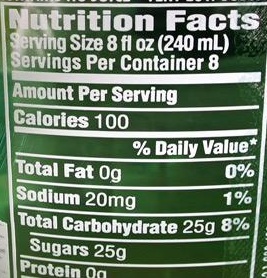 Nutrition Facts
Serving Size 8 fl oz (240 mL)
Servings Per Container 8
Amount Per Serving
Calories 100
% Daily Value*
Total Fat 0g 0%
Sodium 20mg 1%
Total Carbohydrate 25g 8%
Sugars 25g
Protein 0g